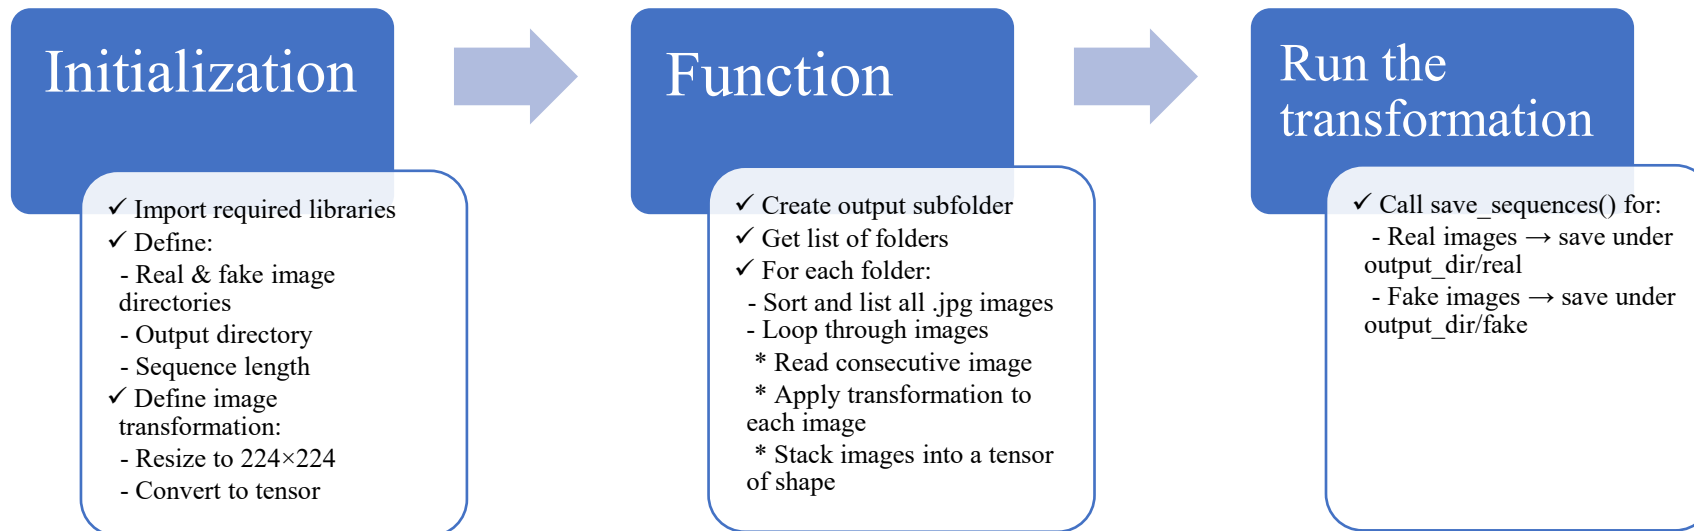 Initialization
✓ Import required libraries
✓ Define:
- Real & fake image
directories
- Output directory
- Sequence length
✓ Define image
transformation:
- Resize to 224×224
- Convert to tensor
Function
✓ Create output subfolder
✓ Get list of folders
✓ For each folder:
- Sort and list all .jpg images
- Loop through images
* Read consecutive image
* Apply transformation to
each image
* Stack images into a tensor
of shape
Run the
transformation
✓ Call save_sequences() for:
- Real images → save under
output_dir/real
- Fake images → save under
output_dir/fake